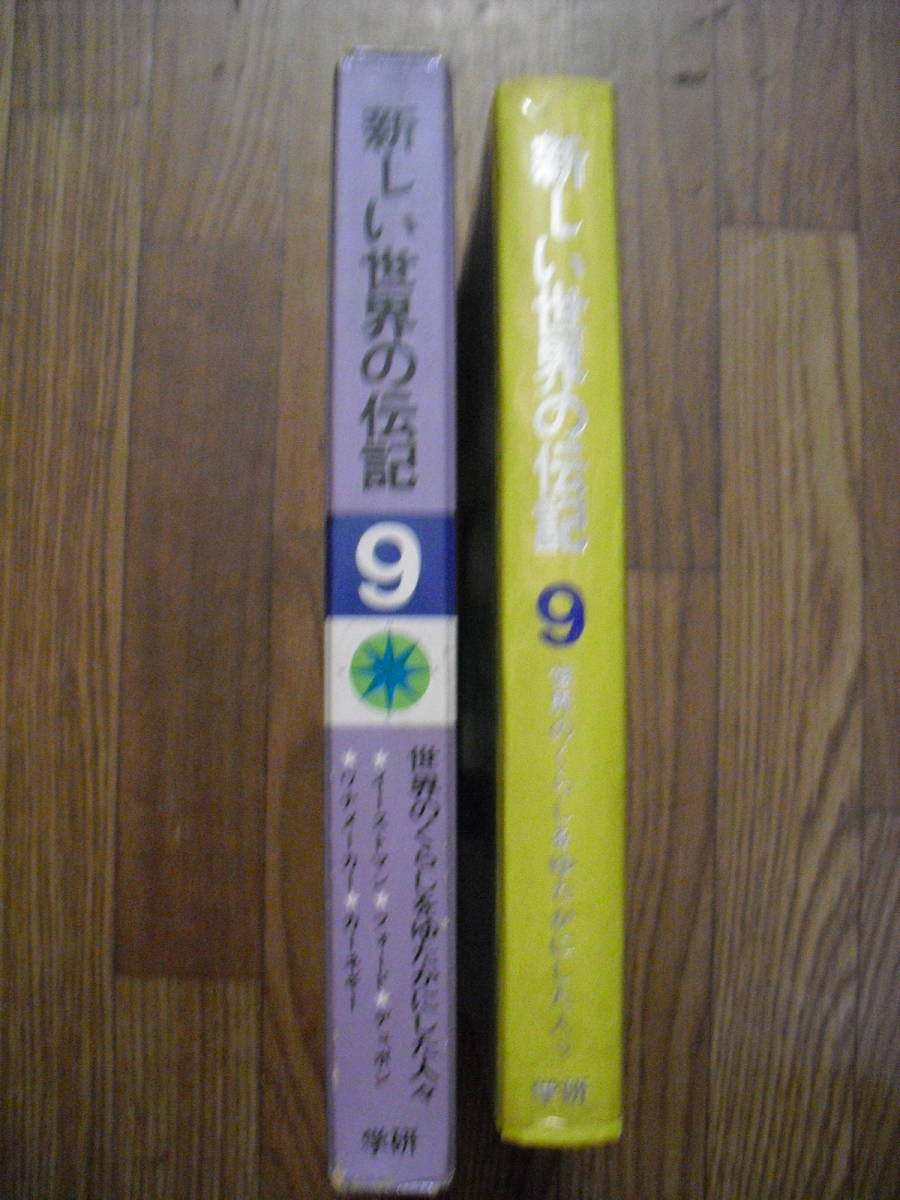 新しい世界の伝記
9
世界のくらしをゆたかにした人々
★イーストマン★フォード★デュポン
★ワナメーカー★カーネギー
学研
新しい世界の伝記
9
世界のくらしをゆたかにした人々
学研